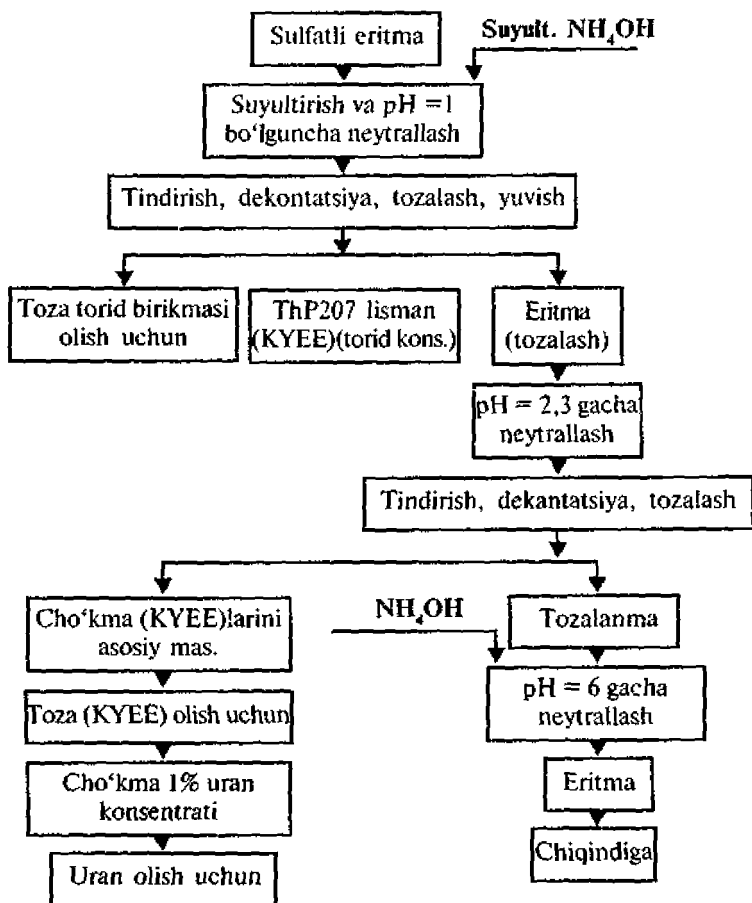 Sulfatli eritma
Suyult. NH₄OH
Suyultirish va pH =1
bo‘lguncha neytrallash
Tindirish, dekontatsiya, tozalash, yuvish
Toza torid birikmasi
olish uchun
ThP207 lisman
(KYEE)(torid kons.)
Eritma
(tozalash)
pH = 2,3 gacha
neytrallash
Tindirish, dekantatsiya, tozalash
Cho‘kma (KYEE)larini
asosiy mas.
NH₄OH
Tozalanma
Toza (KYEE) olish uchun
pH = 6 gacha
neytrallash
Cho‘kma 1% uran
konsentrati
Eritma
Uran olish uchun
Chiqindiga